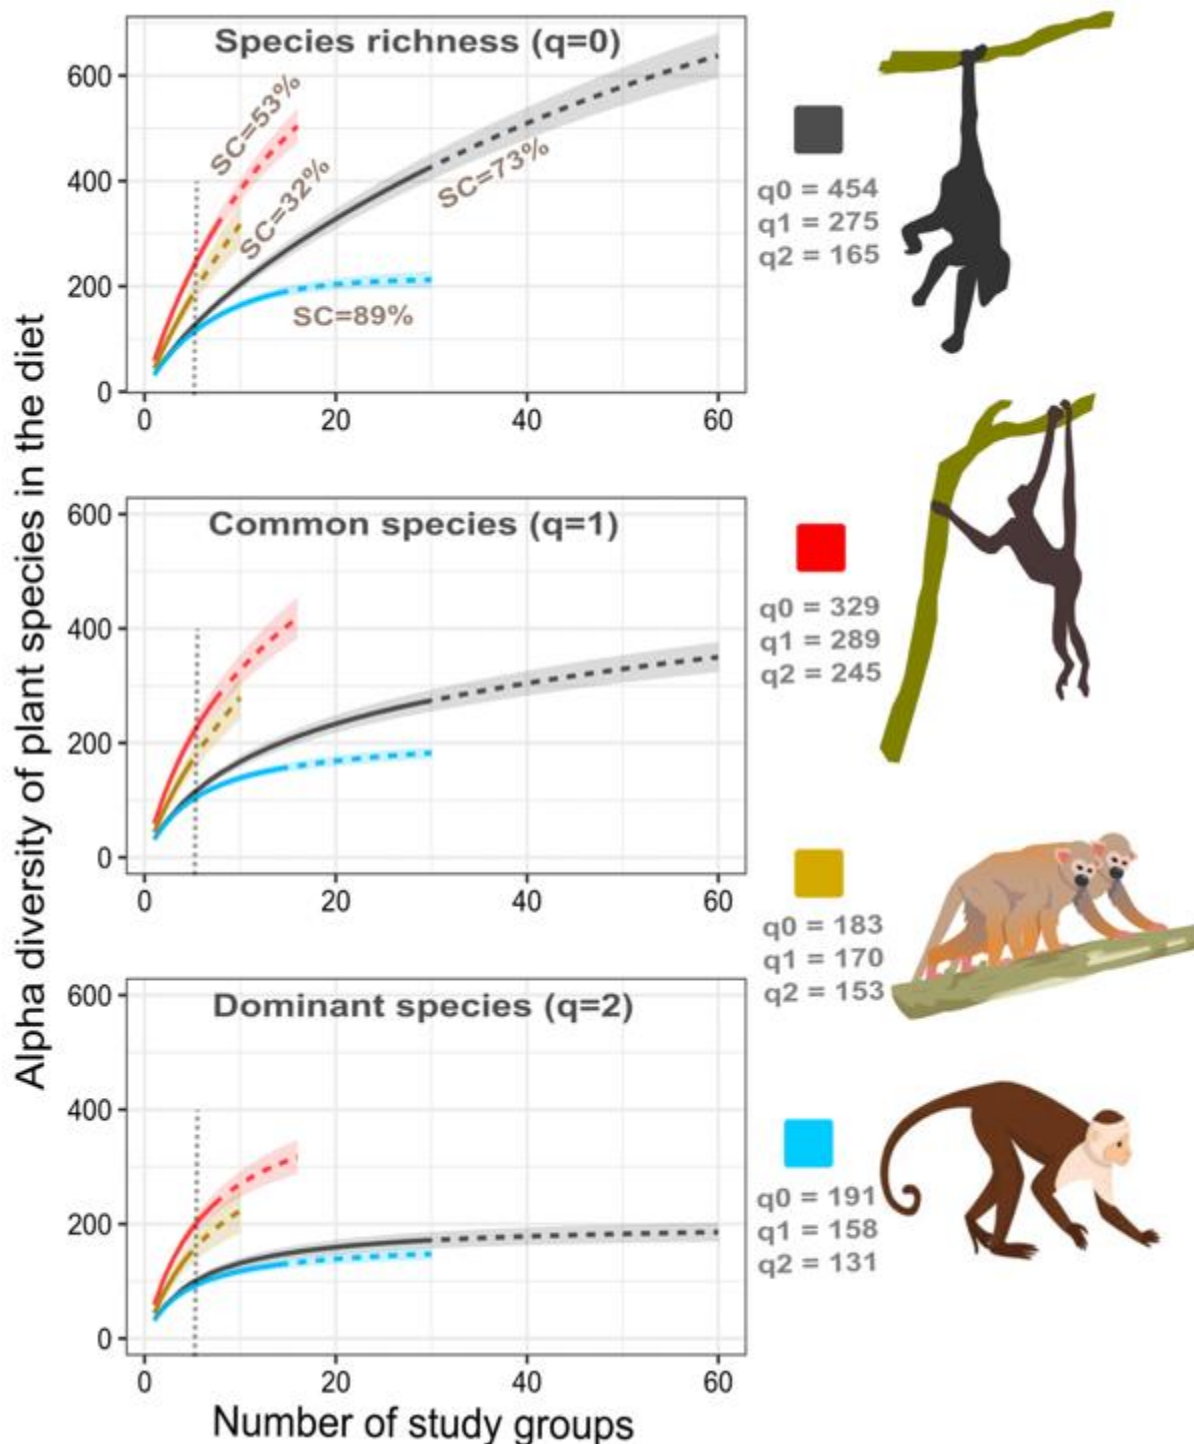 Alpha diversity of plant species in the diet
Species richness (q=0)
600
400
200
0
SC=53%
SC=32%
SC=73%
SC=89%
0 20 40 60
q0 = 454
q1 = 275
q2 = 165
Common species (q=1)
600
400
200
0
0 20 40 60
q0 = 329
q1 = 289
q2 = 245
q0 = 183
q1 = 170
q2 = 153
Dominant species (q=2)
600
400
200
0
0 20 40 60
q0 = 191
q1 = 158
q2 = 131
Number of study groups